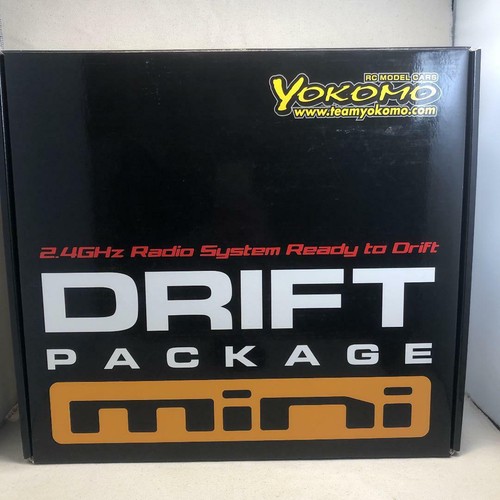 RC MODEL CARS
YOKOMO
www.teamyokomo.com
2.4GHz Radio System Ready to Drift
DRIFT
PACKAGE
mini